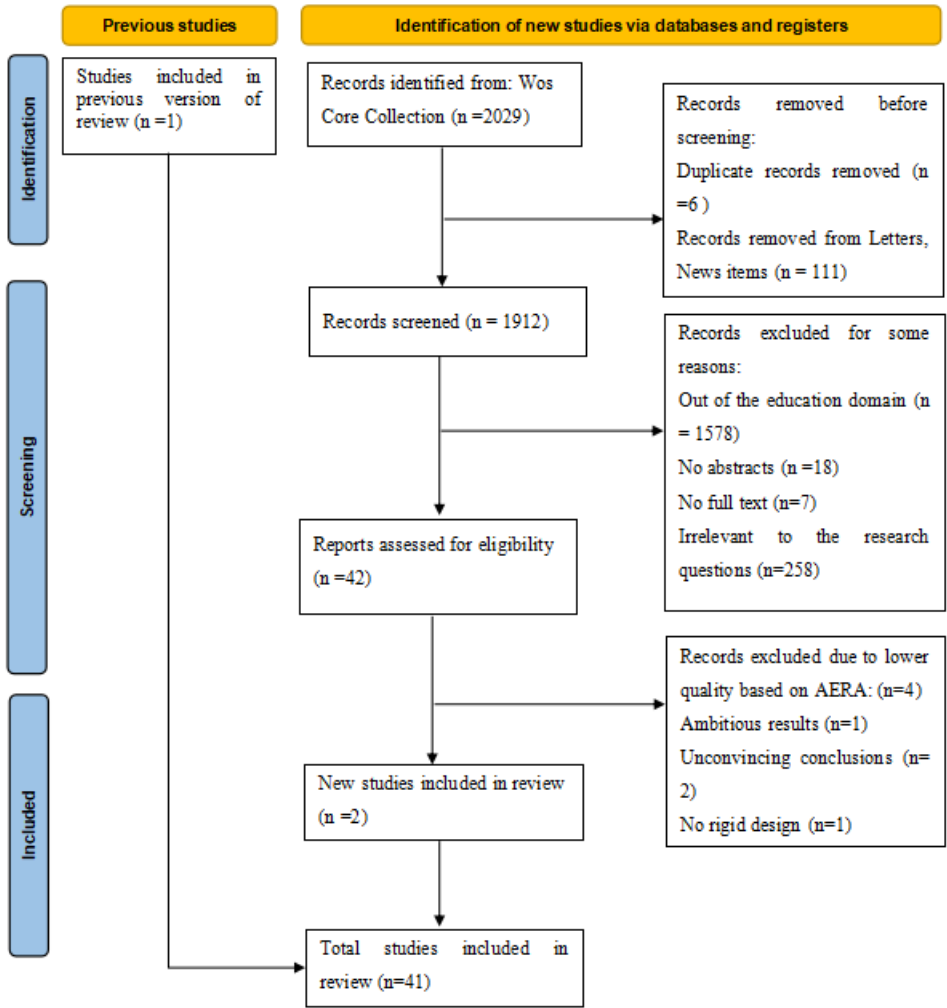 Previous studies
Identification of new studies via databases and registers
Identification
Studies included in
previous version of
review (n =1)
Records identified from: Wos
Core Collection (n =2029)
Records removed before
screening:
Duplicate records removed (n
=6 )
Records removed from Letters,
News items (n = 111)
Screening
Records screened (n = 1912)
Records excluded for some
reasons:
Out of the education domain (n
= 1578)
No abstracts (n =18)
No full text (n=7)
Irrelevant to the research
questions (n=258)
Reports assessed for eligibility
(n =42)
Records excluded due to lower
quality based on AERA: (n=4)
Ambitious results (n=1)
Unconvincing conclusions (n=
2)
No rigid design (n=1)
Included
New studies included in review
(n =2)
Total studies included in
review (n=41)